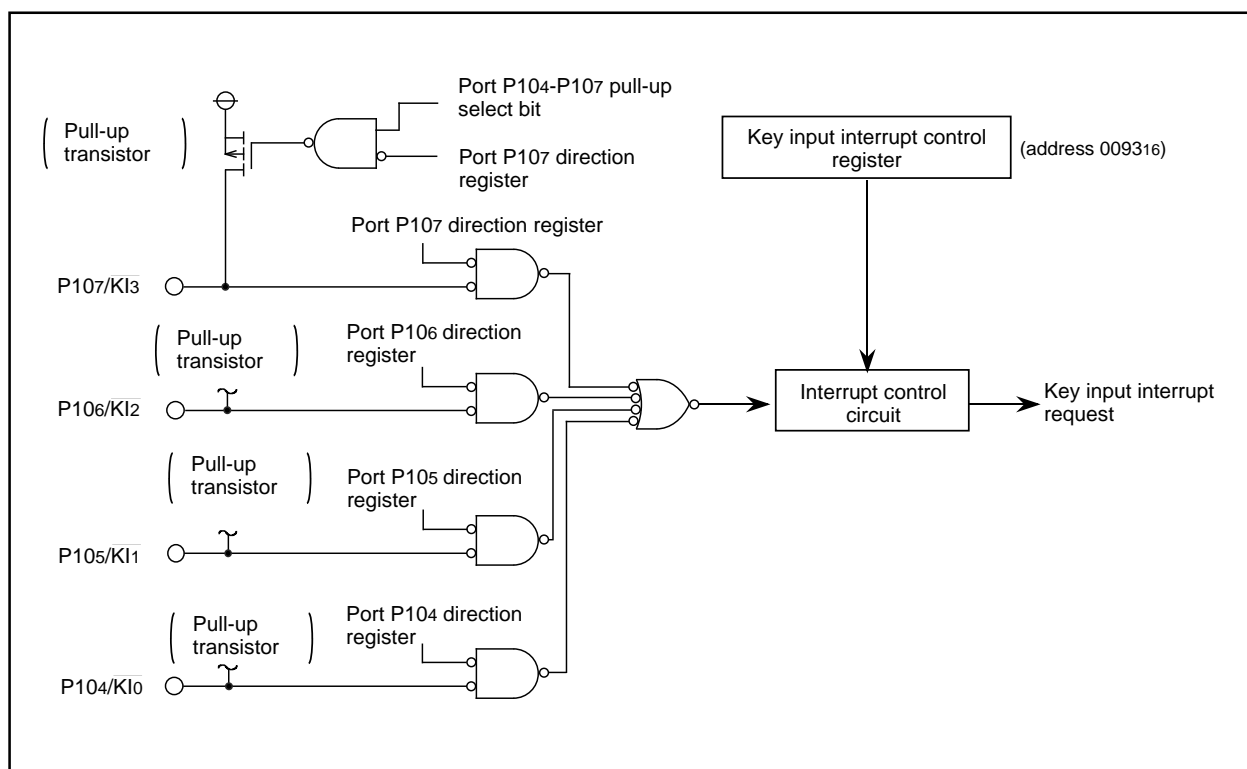 Port P104-P107 pull-up
select bit
( Pull-up
transistor )
Port P107 direction
register
Key input interrupt control
register
(address 009316)
Port P107 direction register
P107/KI3
( Pull-up
transistor )
Port P106 direction
register
P106/KI2
Interrupt control
circuit
Key input interrupt
request
( Pull-up
transistor )
Port P105 direction
register
P105/KI1
( Pull-up
transistor )
Port P104 direction
register
P104/KI0